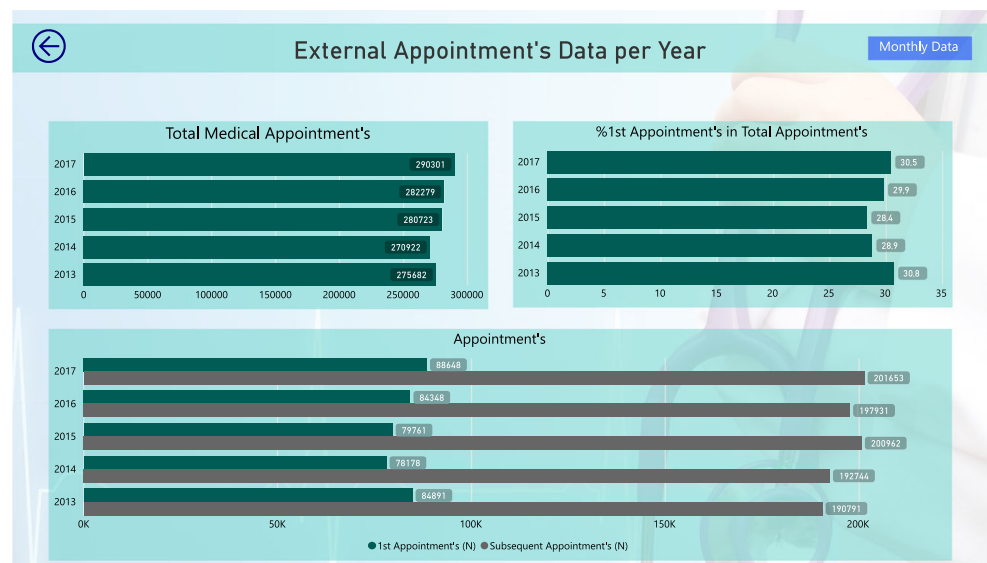 External Appointment's Data per Year
Monthly Data
Total Medical Appointment's
2017 290301
2016 282279
2015 280723
2014 270922
2013 275682
0 50000 100000 150000 200000 250000 300000
%1st Appointment's in Total Appointment's
2017 30.5
2016 29.9
2015 28.4
2014 28.9
2013 30.8
0 5 10 15 20 25 30 35
Appointment's
88648
2017
201653
84348
2016
197931
79761
2015
200962
78178
2014
192744
84891
2013
190791
0K 50K 100K 150K 200K
1st Appointment's (N) Subsequent Appointment's (N)